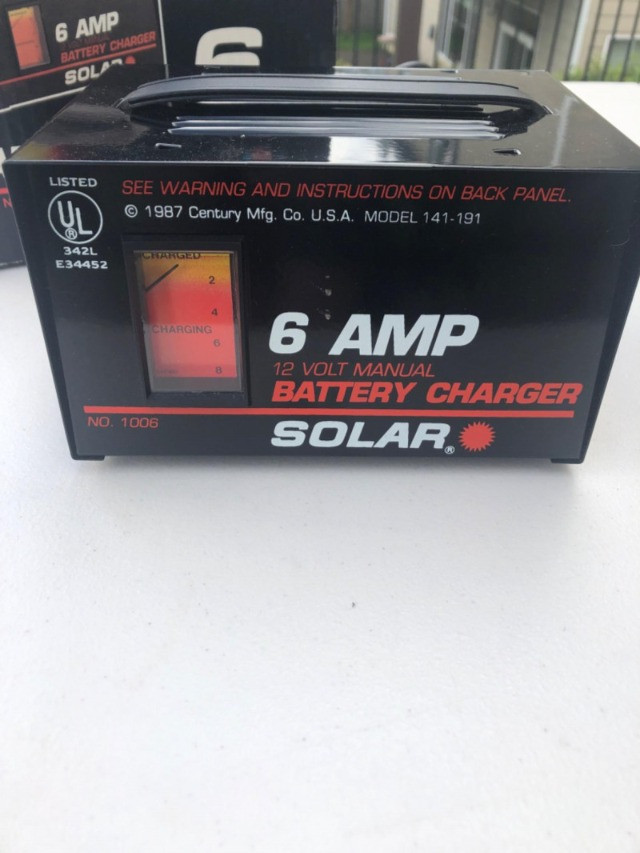 6 AMP
BATTERY CHARGER
SOLAR
6
LISTED
UL
®
342L
E34452
SEE WARNING AND INSTRUCTIONS ON BACK PANEL.
© 1987 Century Mfg. Co. U.S.A. MODEL 141-191
CHARGED
2
4
CHARGING
6
8
6 AMP
12 VOLT MANUAL
BATTERY CHARGER
NO. 1006
SOLAR®